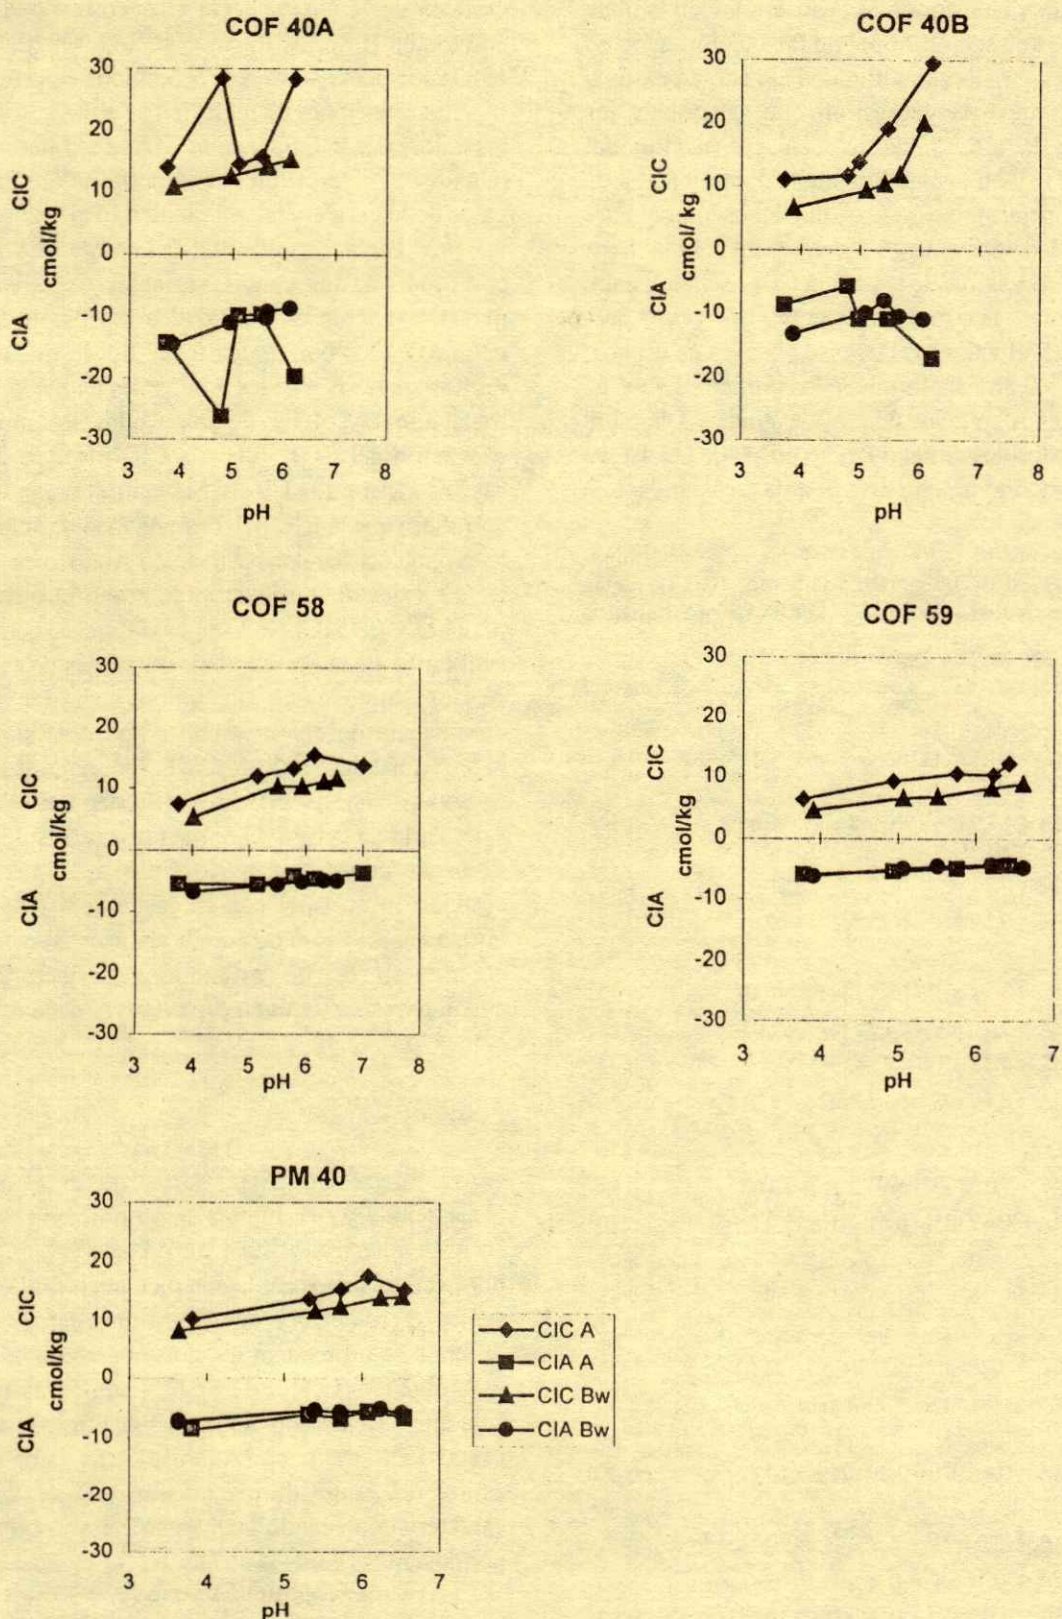 COF 40A
30
20
10
0
-10
-20
-30
CIC
cmol/kg
CIA
3 4 5 6 7 8
pH
COF 40B
30
20
10
0
-10
-20
-30
CIC
cmol/ kg
CIA
3 4 5 6 7 8
pH
COF 58
30
20
10
0
-10
-20
-30
CIC
cmol/kg
CIA
3 4 5 6 7 8
pH
COF 59
30
20
10
0
-10
-20
-30
CIC
cmol/kg
CIA
3 4 5 6 7
pH
PM 40
30
20
10
0
-10
-20
-30
CIC
cmol/kg
CIA
3 4 5 6 7
pH
CIC A
CIA A
CIC Bw
CIA Bw